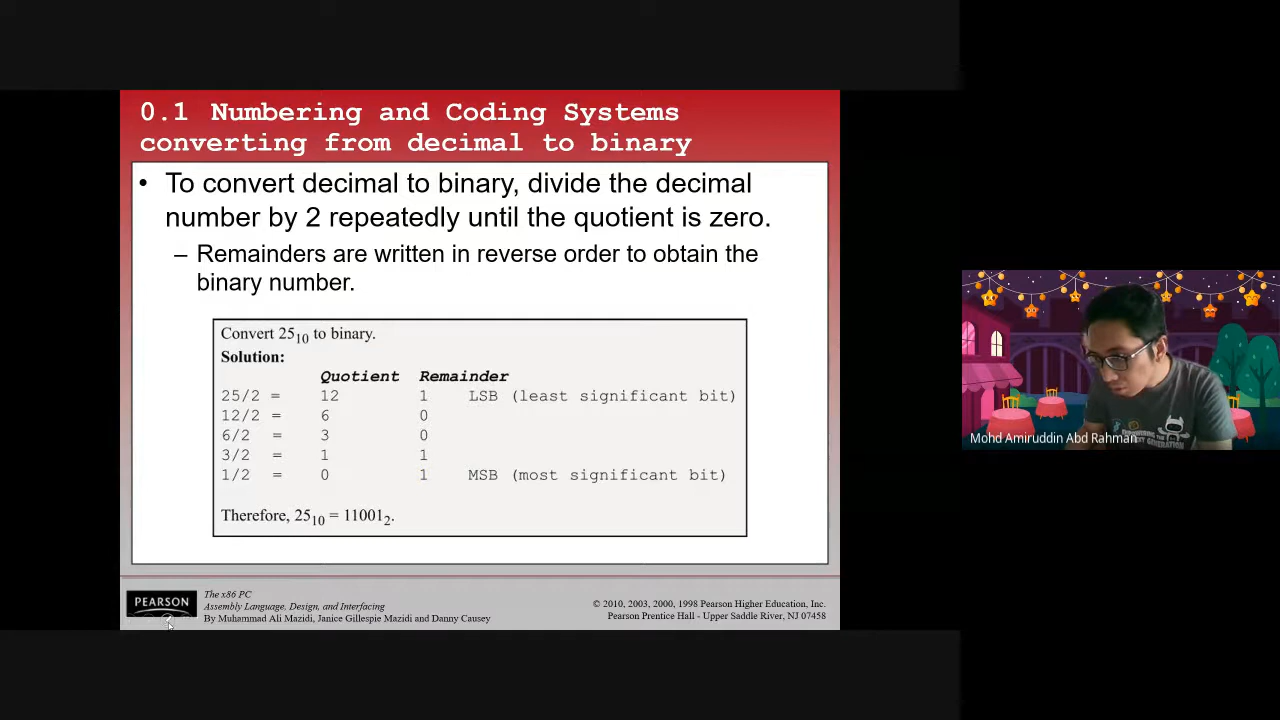 0.1 Numbering and Coding Systems
converting from decimal to binary
• To convert decimal to binary, divide the decimal
number by 2 repeatedly until the quotient is zero.
– Remainders are written in reverse order to obtain the
binary number.
Convert 25₁₀ to binary.
Solution:
Quotient Remainder
25/2 = 12 1 LSB (least significant bit)
12/2 = 6 0
6/2 = 3 0
3/2 = 1 1
1/2 = 0 1 MSB (most significant bit)
Therefore, 25₁₀ = 11001₂.
PEARSON
The x86 PC
Assembly Language, Design, and Interfacing
By Muhammad Ali Mazidi, Janice Gillespie Mazidi and Danny Causey
© 2010, 2003, 2000, 1998 Pearson Higher Education, Inc.
Pearson Prentice Hall - Upper Saddle River, NJ 07458
Mohd Amiruddin Abd Rahman